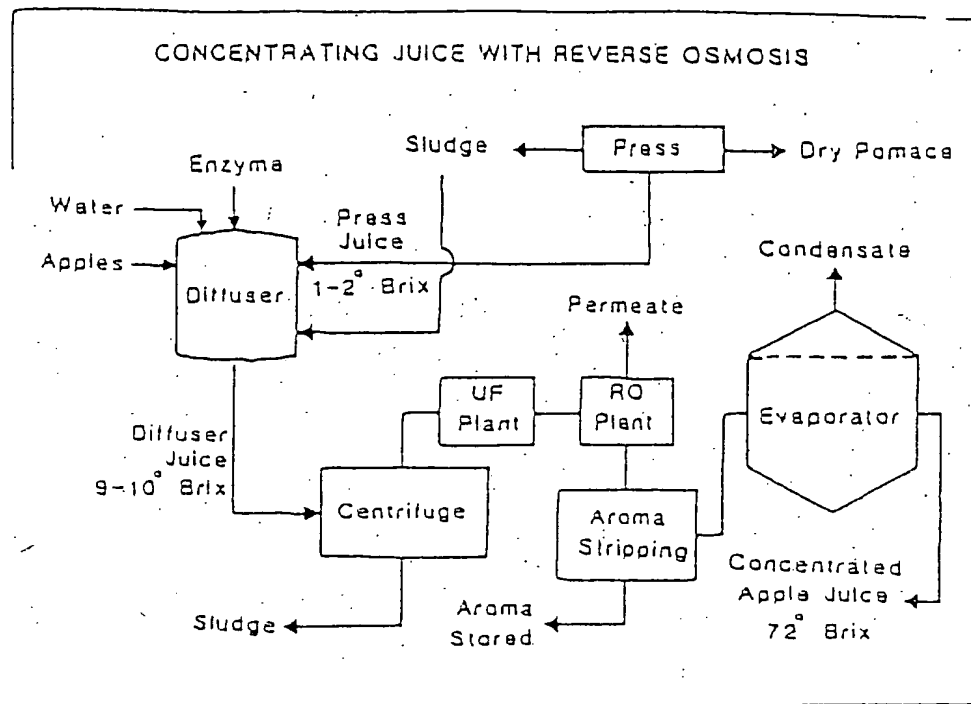 CONCENTRATING JUICE WITH REVERSE OSMOSIS
Sludge
Press
Dry Pomace
Enzyma
Water
Press
Juice
Apples
1-2° Brix
Diffuser
Condensate
Permeate
UF
Plant
RO
Plant
Evaporator
Diffuser
Juice
9-10° Brix
Centrifuge
Aroma
Stripping
Concentrated
Apple Juice
72° Brix
Sludge
Aroma
Stored